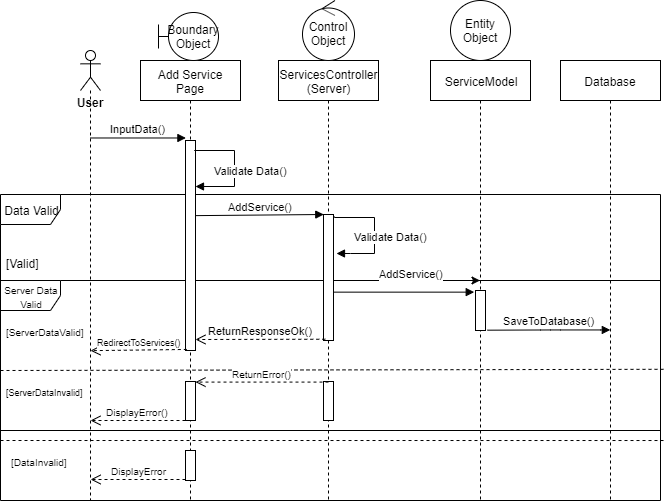 Boundary
Object
Control
Object
Entity
Object
User
Add Service
Page
ServicesController
(Server)
ServiceModel
Database
InputData()
Validate Data()
Data Valid
AddService()
Validate Data()
[Valid]
AddService()
Server Data
Valid
SaveToDatabase()
[ServerDataValid]
ReturnResponseOk()
RedirectToServices()
ReturnError()
[ServerDataInvalid]
DisplayError()
[DataInvalid]
DisplayError